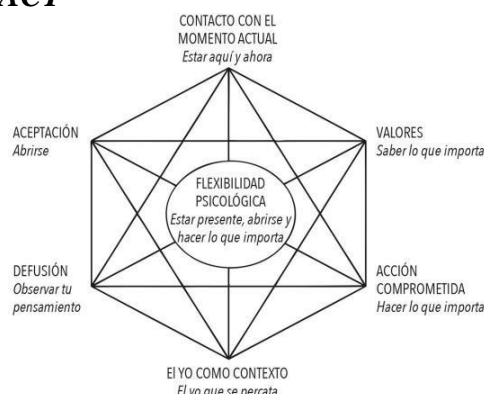 ACT
CONTACTO CON EL
MOMENTO ACTUAL
Estar aquí y ahora
ACEPTACIÓN
Abrirse
VALORES
Saber lo que importa
FLEXIBILIDAD
PSICOLÓGICA
Estar presente, abrirse y
hacer lo que importa
DEFUSIÓN
Observar tu
pensamiento
ACCIÓN
COMPROMETIDA
Hacer lo que importa
El YO COMO CONTEXTO
El yo que se percata